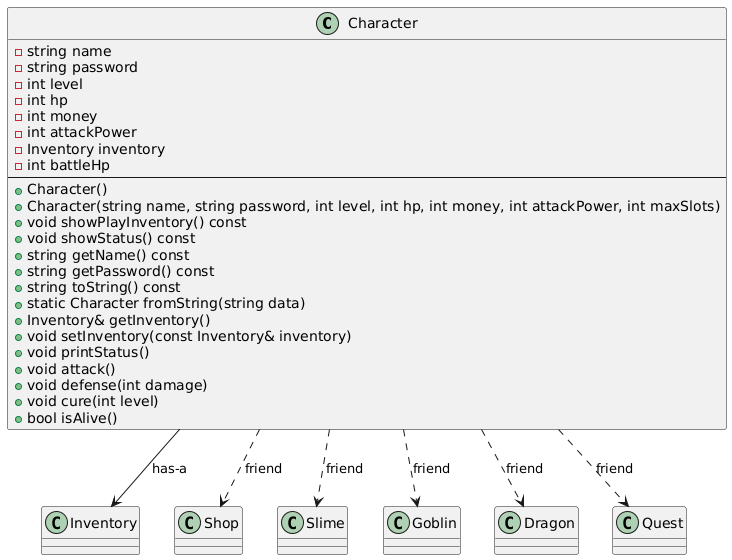 C Character
string name
string password
int level
int hp
int money
int attackPower
Inventory inventory
int battleHp
Character()
Character(string name, string password, int level, int hp, int money, int attackPower, int maxSlots)
void showPlayInventory() const
void showStatus() const
string getName() const
string getPassword() const
string toString() const
static Character fromString(string data)
Inventory& getInventory()
void setInventory(const Inventory& inventory)
void printStatus()
void attack()
void defense(int damage)
void cure(int level)
bool isAlive()
has-a friend friend friend friend friend
C Inventory C Shop C Slime C Goblin C Dragon C Quest